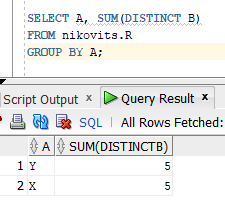 SELECT A, SUM(DISTINCT B)
FROM nikovits.R
GROUP BY A;
Script Output × Query Result ×
SQL | All Rows Fetched:
A SUM(DISTINCTB)
1 Y 5
2 X 5